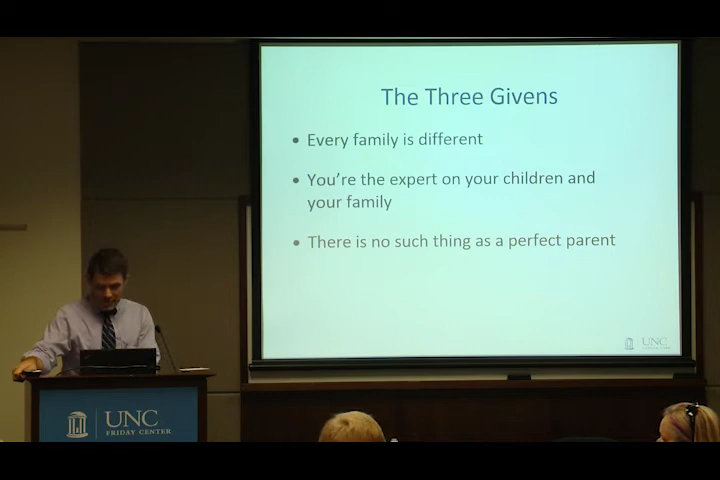 The Three Givens
• Every family is different
• You're the expert on your children and
your family
• There is no such thing as a perfect parent
UNC
UNC
FRIDAY CENTER